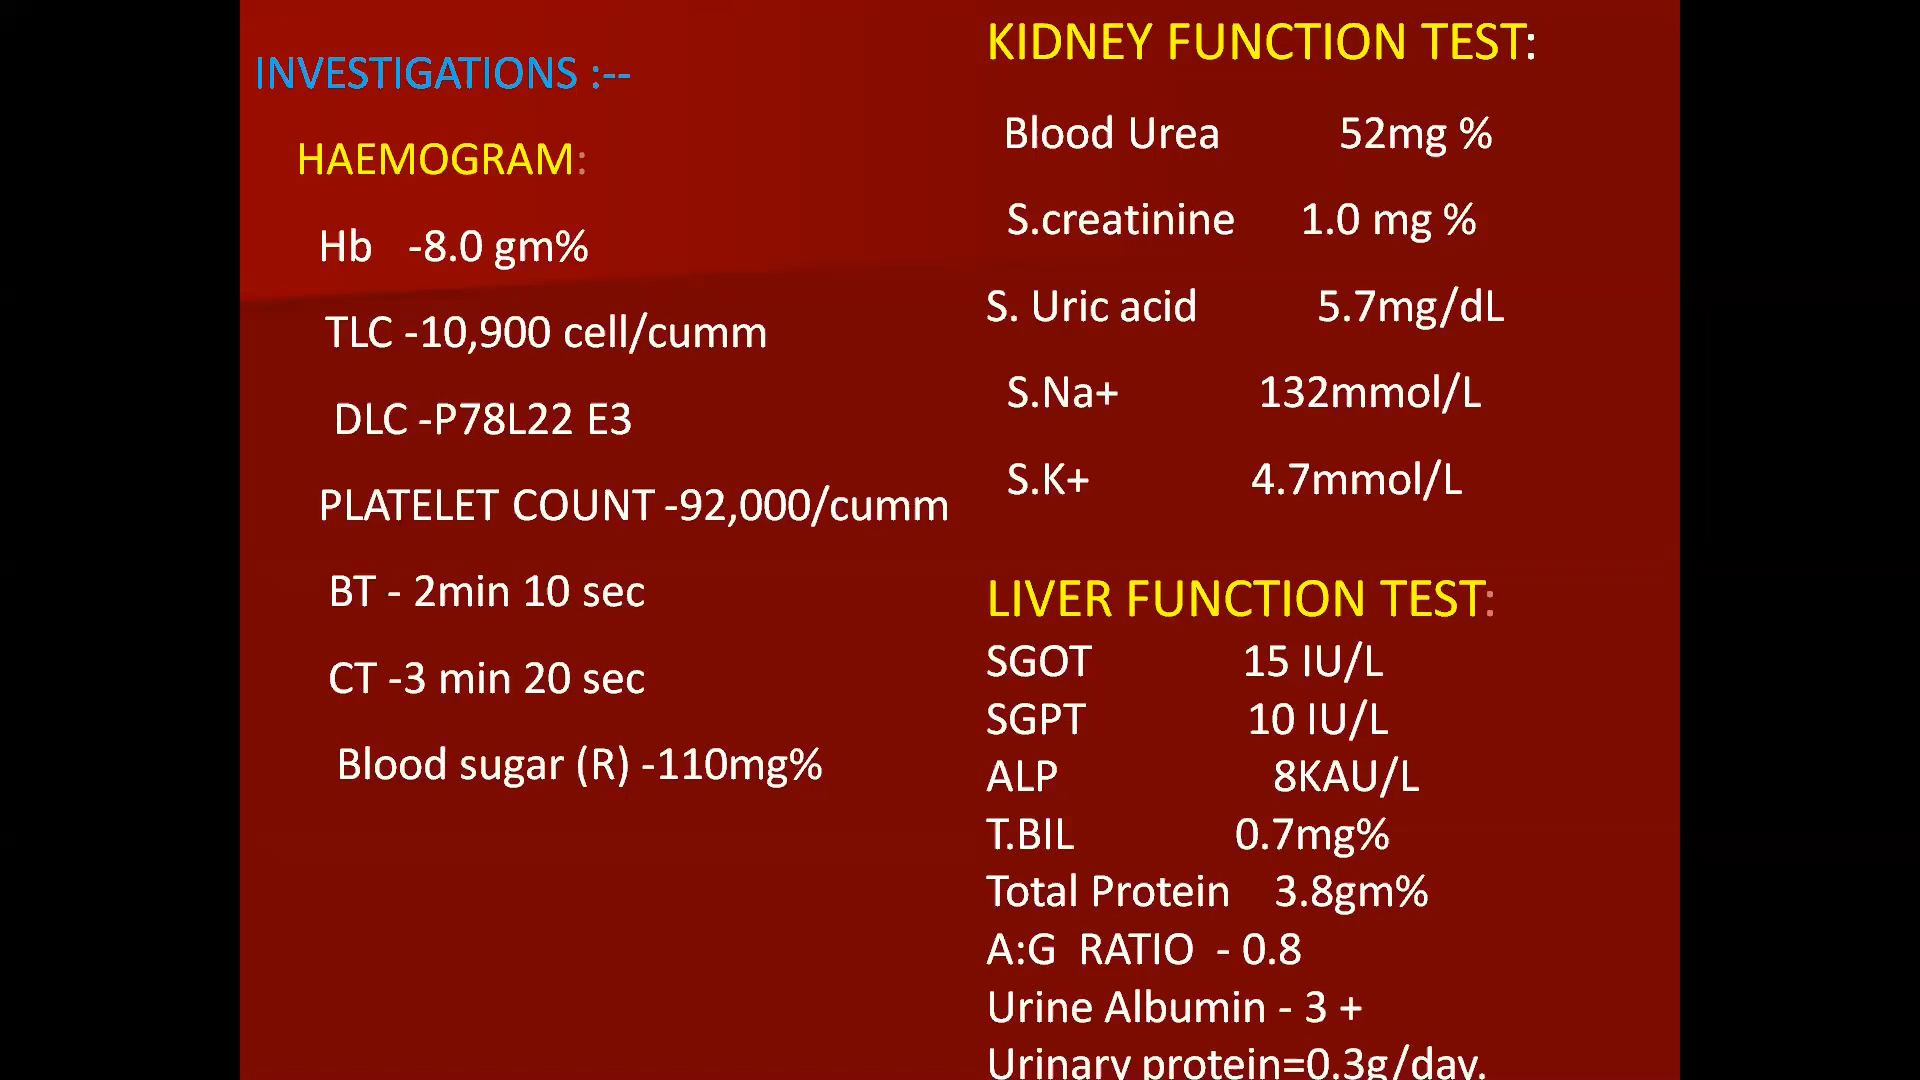 INVESTIGATIONS :--
HAEMOGRAM:
Hb -8.0 gm%
TLC -10,900 cell/cumm
DLC -P78L22 E3
PLATELET COUNT -92,000/cumm
BT - 2min 10 sec
CT -3 min 20 sec
Blood sugar (R) -110mg%
KIDNEY FUNCTION TEST:
Blood Urea 52mg %
S.creatinine 1.0 mg %
S. Uric acid 5.7mg/dL
S.Na+ 132mmol/L
S.K+ 4.7mmol/L
LIVER FUNCTION TEST:
SGOT 15 IU/L
SGPT 10 IU/L
ALP 8KAU/L
T.BIL 0.7mg%
Total Protein 3.8gm%
A:G RATIO - 0.8
Urine Albumin - 3 +
Urinary protein=0.3g/day.